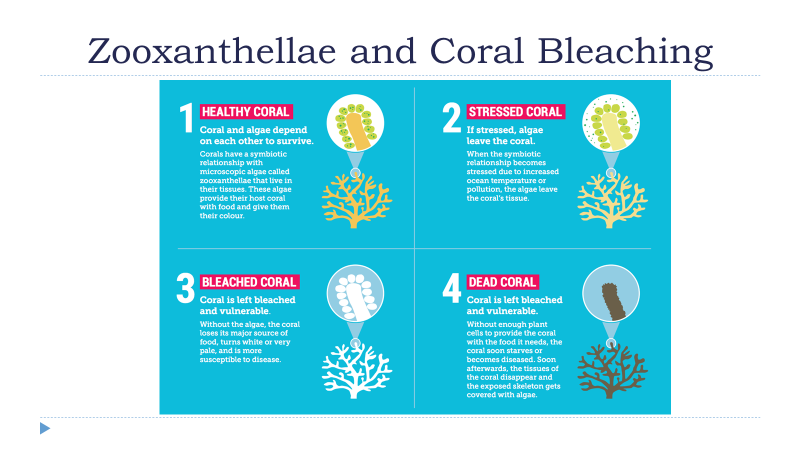 Zooxanthellae and Coral Bleaching
1 HEALTHY CORAL
Coral and algae depend
on each other to survive.
Corals have a symbiotic
relationship with
microscopic algae called
zooxanthellae that live in
their tissues. These algae
provide their host coral
with food and give them
their colour.
2 STRESSED CORAL
If stressed, algae
leave the coral.
When the symbiotic
relationship becomes
stressed due to increased
ocean temperature or
pollution, the algae leave
the coral's tissue.
3 BLEACHED CORAL
Coral is left bleached
and vulnerable.
Without the algae, the coral
loses its major source of
food, turns white or very
pale, and is more
susceptible to disease.
4 DEAD CORAL
Coral is left bleached
and vulnerable.
Without enough plant
cells to provide the coral
with the food it needs, the
coral soon starves or
becomes diseased. Soon
afterwards, the tissues of
the coral disappear and
the exposed skeleton gets
covered with algae.